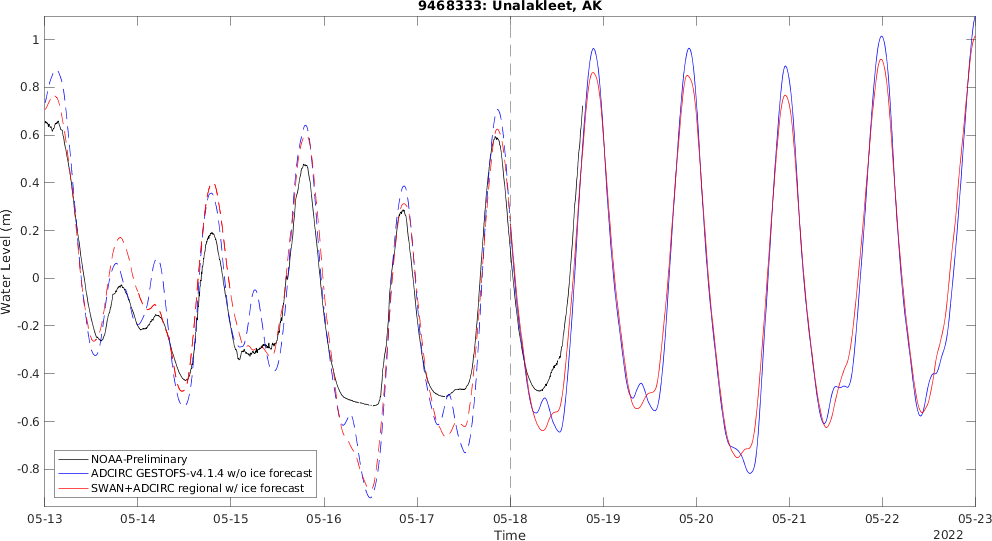 9468333: Unalakleet, AK
Water Level (m)
1
0.8
0.6
0.4
0.2
0
-0.2
-0.4
-0.6
-0.8
NOAA-Preliminary
ADCIRC GESTOFS-v4.1.4 w/o ice forecast
SWAN+ADCIRC regional w/ ice forecast
05-13 05-14 05-15 05-16 05-17 05-18 05-19 05-20 05-21 05-22 05-23
Time
2022